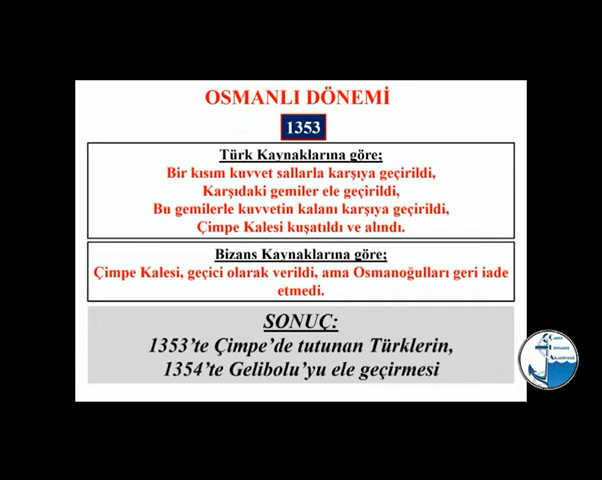 OSMANLI DÖNEMİ
1353
Türk Kaynaklarına göre;
Bir kısım kuvvet sallarla karşıya geçirildi,
Karşıdaki gemiler ele geçirildi,
Bu gemilerle kuvvetin kalanı karşıya geçirildi,
Çimpe Kalesi kuşatıldı ve alındı.
Bizans Kaynaklarına göre;
Çimpe Kalesi, geçici olarak verildi, ama Osmanoğulları geri iade
etmedi.
SONUÇ:
1353’te Çimpe’de tutunan Türklerin,
1354’te Gelibolu’yu ele geçirmesi